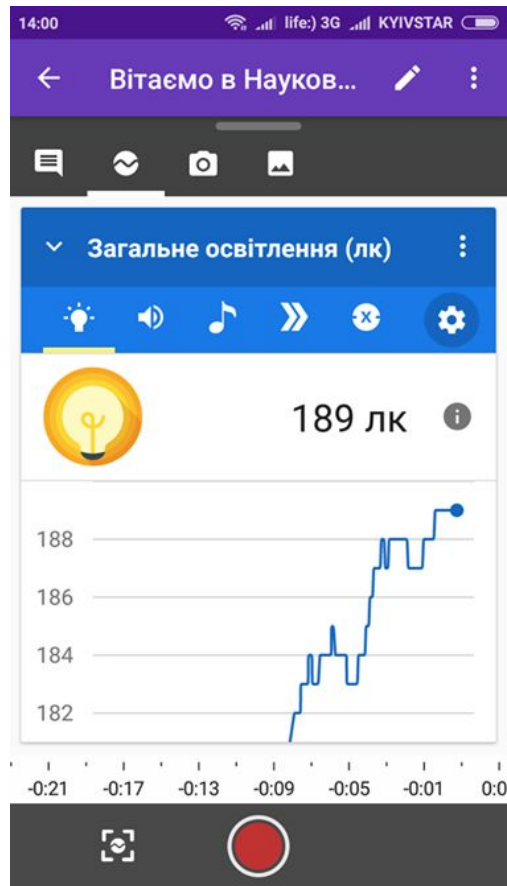 14:00 life:) 3G KYIVSTAR
Вітаємо в Науков...
Загальне освітлення (лк)
189 лк
188
186
184
182
-0:21 -0:17 -0:13 -0:09 -0:05 -0:01 0:0